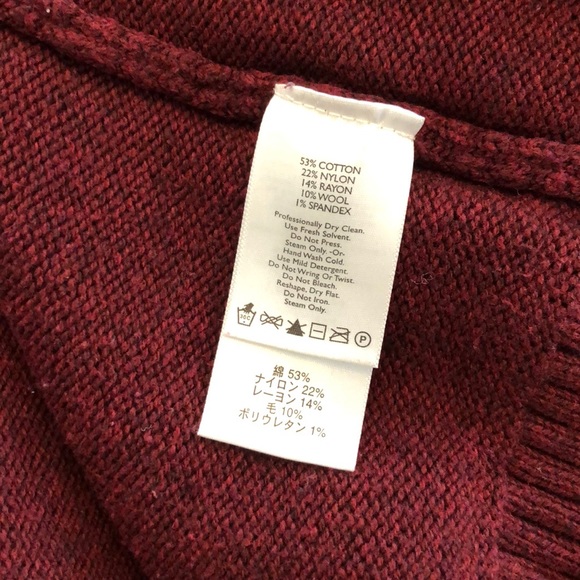 53% COTTON
22% NYLON
14% RAYON
10% WOOL
1% SPANDEX
Professionally Dry Clean.
Use Fresh Solvent.
Do Not Press.
Steam Only -Or-
Hand Wash Cold.
Use Mild Detergent.
Do Not Wring Or Twist.
Do Not Bleach.
Reshape, Dry Flat.
Do Not Iron.
Steam Only.
30C P
綿 53%
ナイロン 22%
レーヨン 14%
毛 10%
ポリウレタン 1%